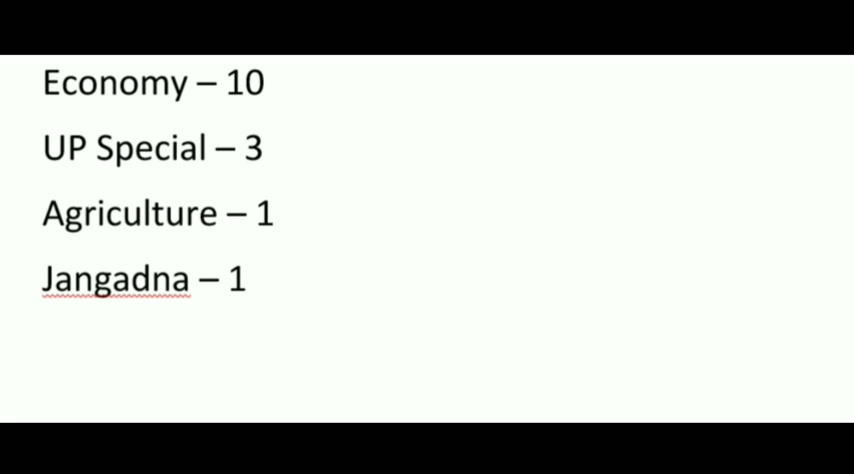 Economy – 10
UP Special – 3
Agriculture – 1
Jangadna – 1